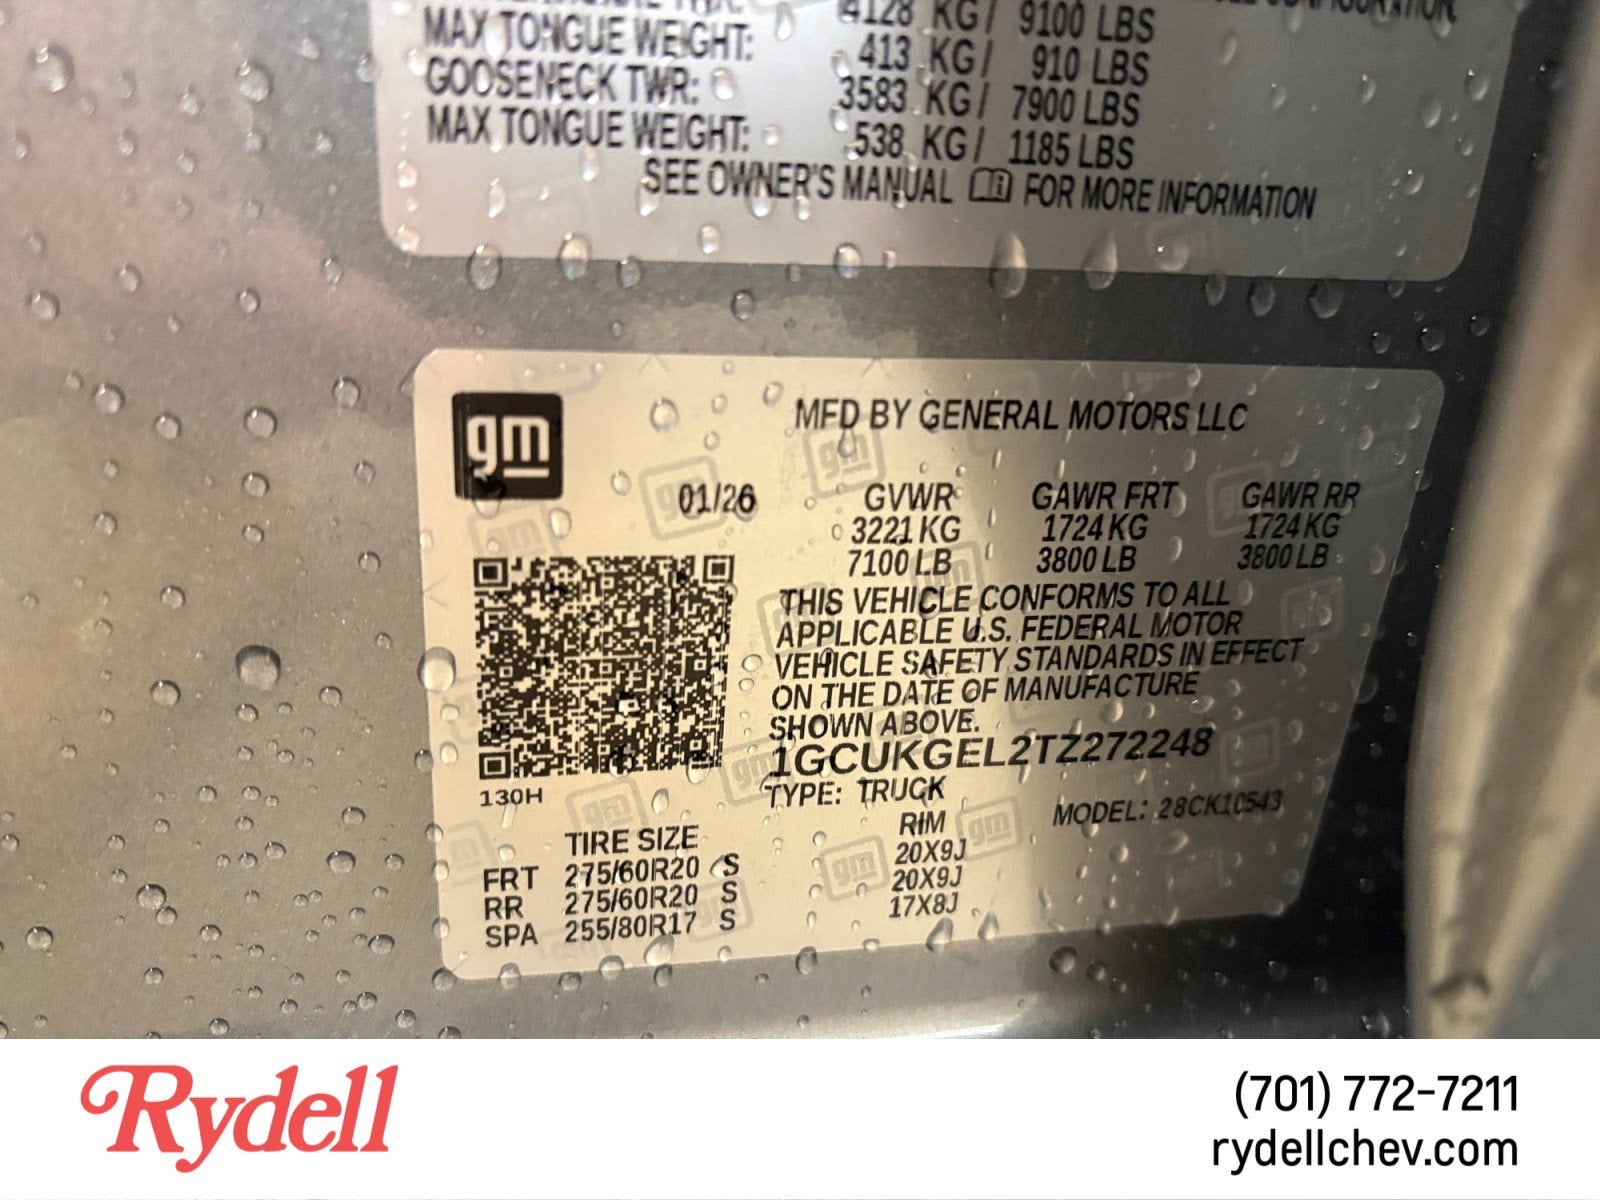 4128 KG / 9100 LBS
MAX TONGUE WEIGHT: 413 KG / 910 LBS
GOOSENECK TWR: 3583 KG / 7900 LBS
MAX TONGUE WEIGHT: 538 KG / 1185 LBS
SEE OWNER'S MANUAL FOR MORE INFORMATION
gm
MFD BY GENERAL MOTORS LLC
01/26 GVWR GAWR FRT GAWR RR
3221 KG 1724 KG 1724 KG
7100 LB 3800 LB 3800 LB
THIS VEHICLE CONFORMS TO ALL
APPLICABLE U.S. FEDERAL MOTOR
VEHICLE SAFETY STANDARDS IN EFFECT
ON THE DATE OF MANUFACTURE
SHOWN ABOVE.
1GCUKGEL2TZ272248
130H
TYPE: TRUCK MODEL: 28CK10543
TIRE SIZE RIM
FRT 275/60R20 S 20X9J
RR 275/60R20 S 20X9J
SPA 255/80R17 S 17X8J
Rydell
(701) 772-7211
rydellchev.com